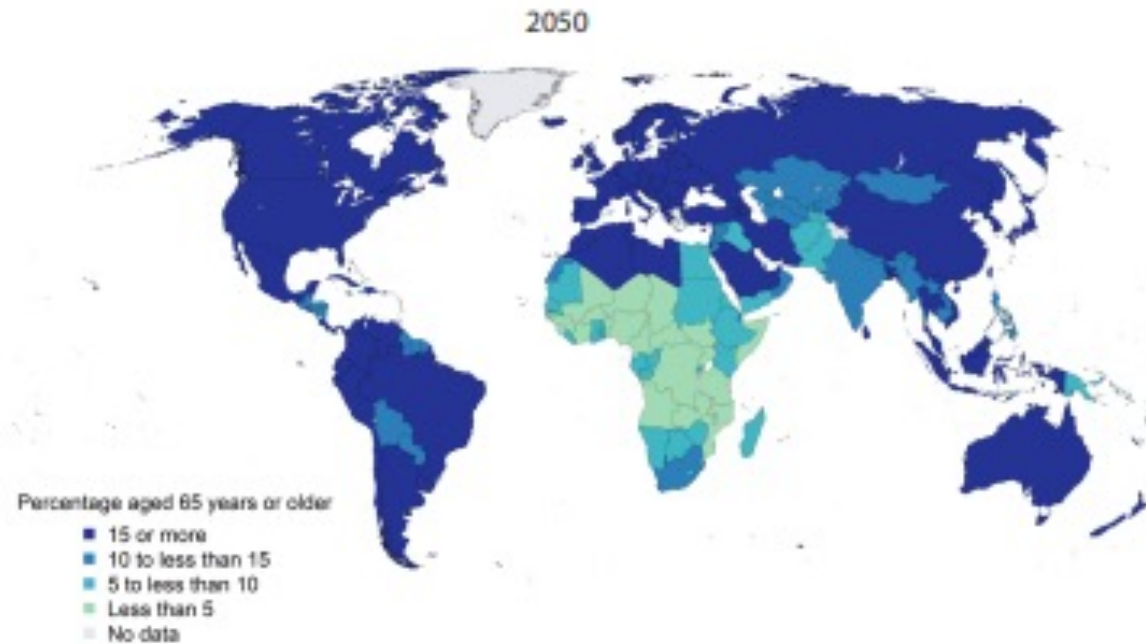 2050
Percentage aged 65 years or older
15 or more
10 to less than 15
5 to less than 10
Less than 5
No data